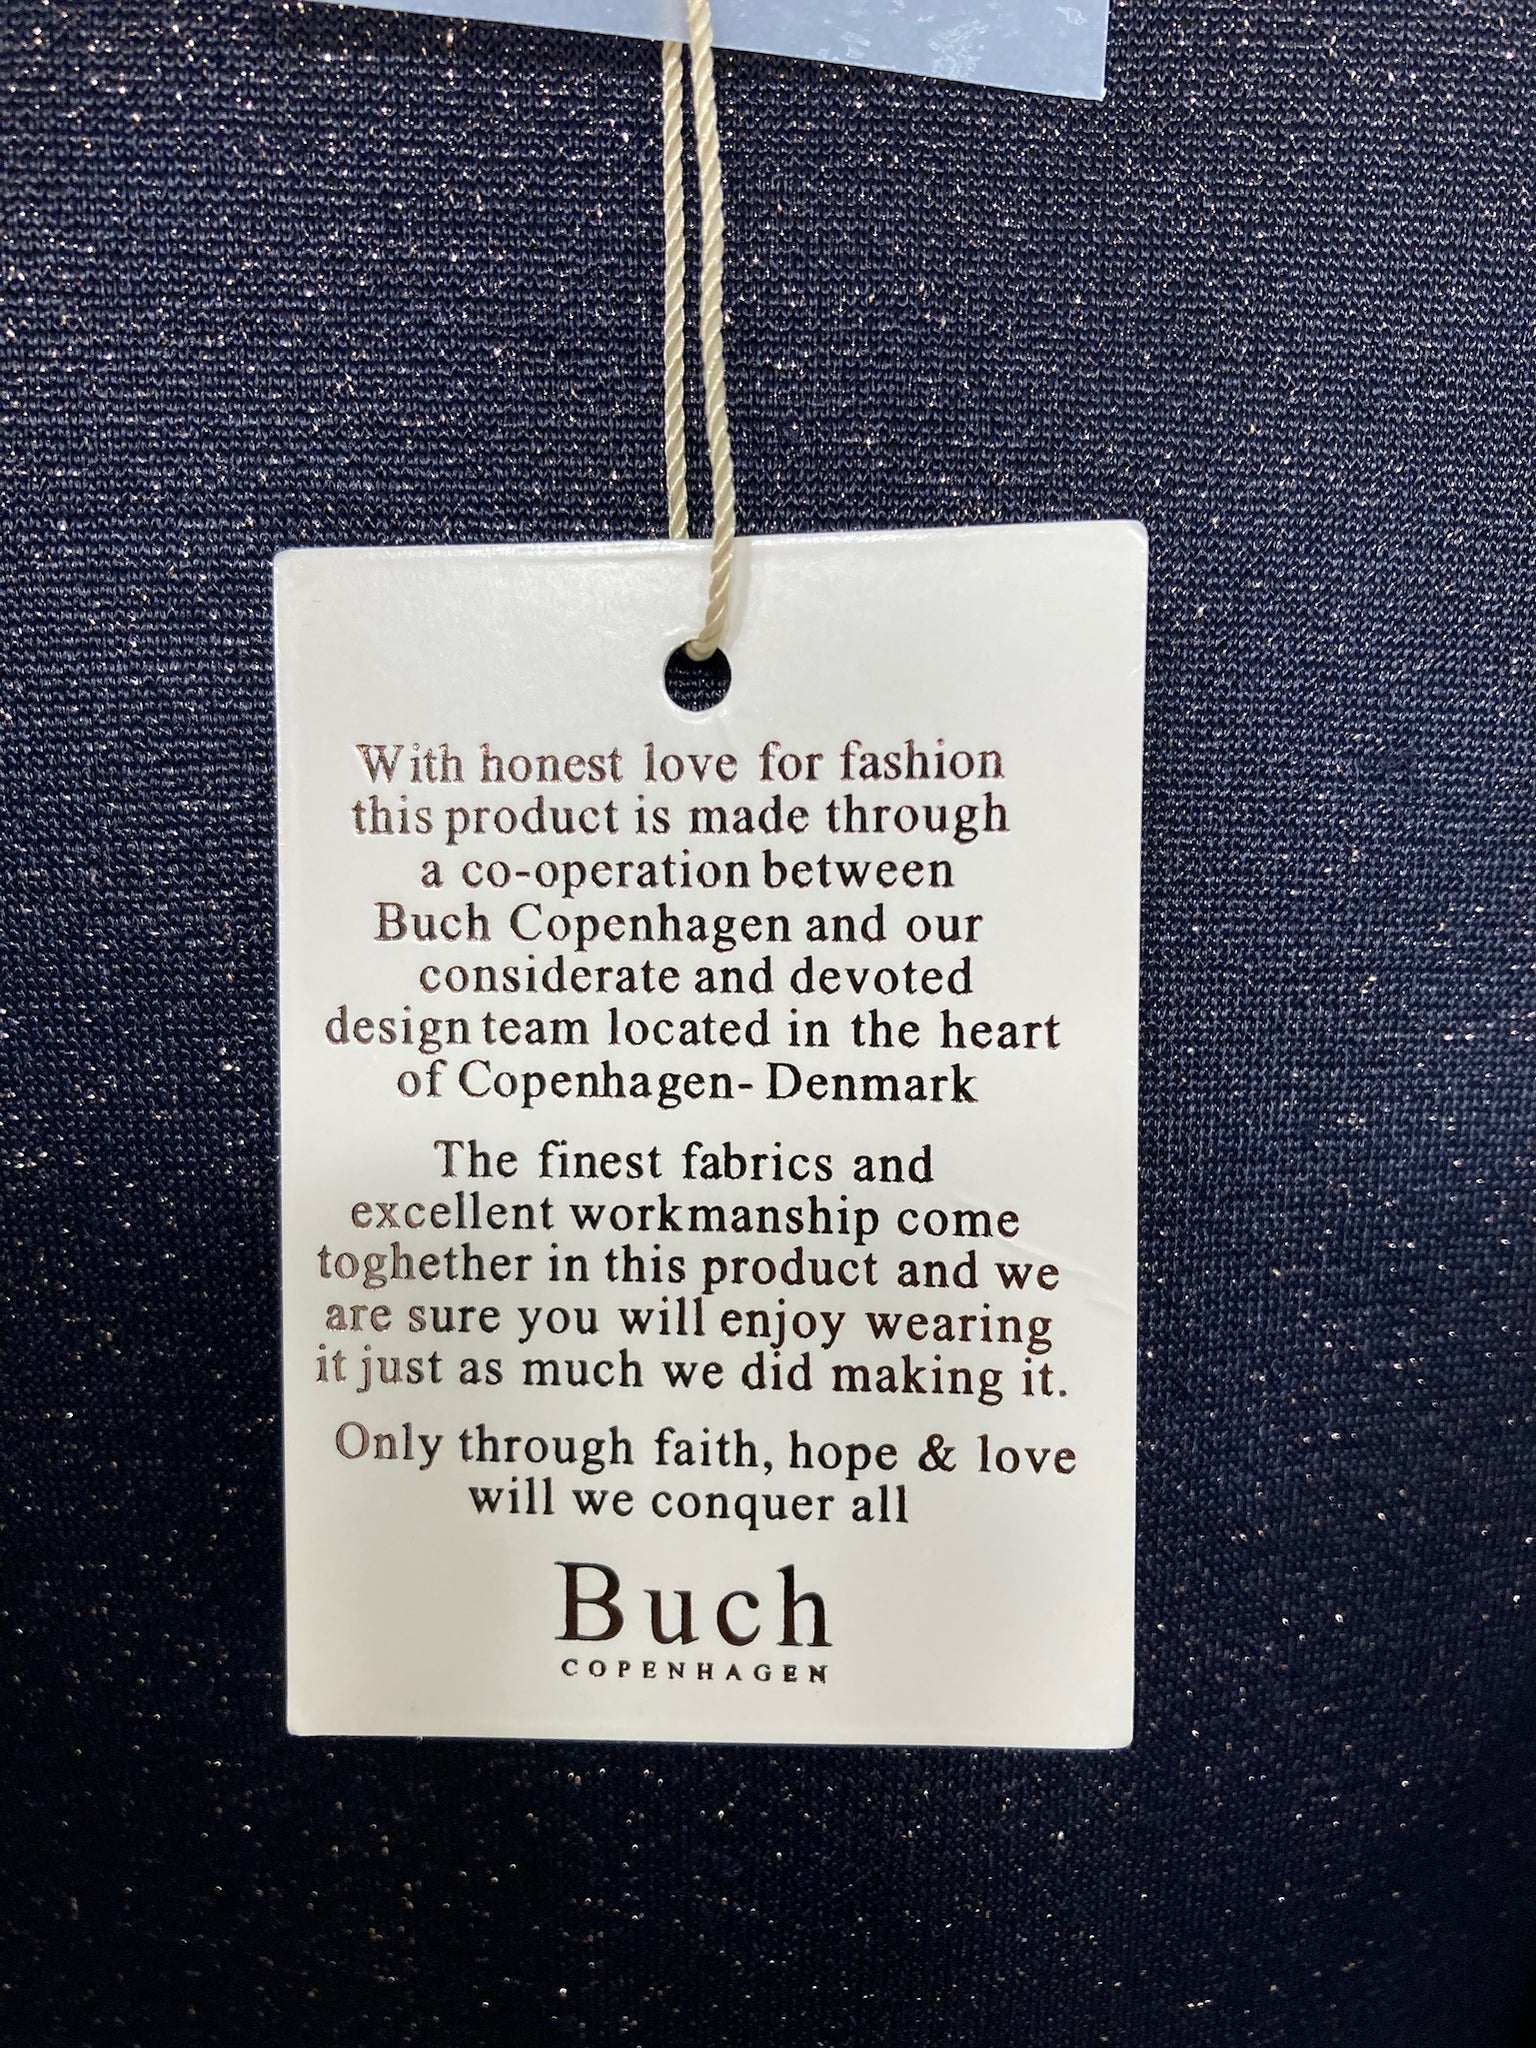 With honest love for fashion
this product is made through
a co-operation between
Buch Copenhagen and our
considerate and devoted
design team located in the heart
of Copenhagen- Denmark
The finest fabrics and
excellent workmanship come
toghether in this product and we
are sure you will enjoy wearing
it just as much we did making it.
Only through faith, hope & love
will we conquer all
Buch
COPENHAGEN